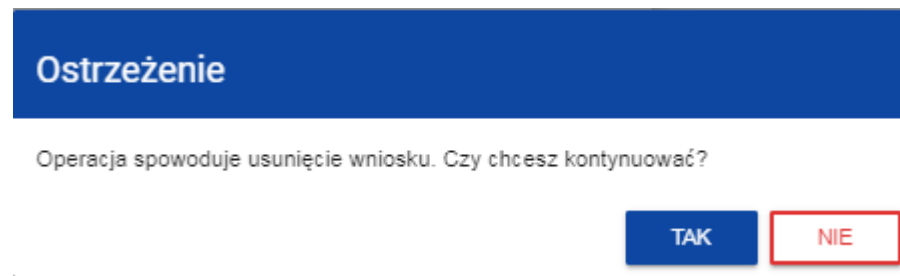 Ostrzeżenie
Operacja spowoduje usunięcie wniosku. Czy chcesz kontynuować?
TAK NIE